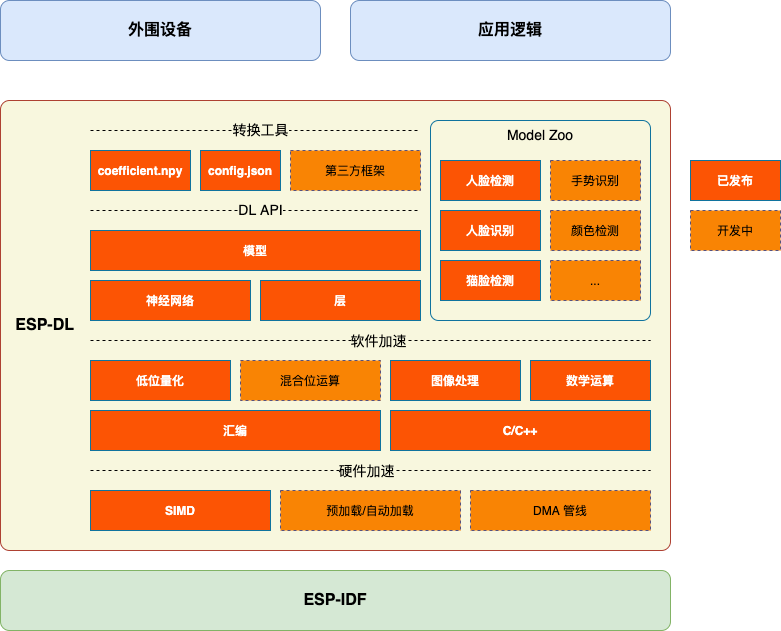 外围设备
应用逻辑
转换工具
coefficient.npy
config.json
第三方框架
DL API
模型
神经网络
层
Model Zoo
人脸检测
手势识别
人脸识别
颜色检测
猫脸检测
...
已发布
开发中
ESP-DL
软件加速
低位量化
混合位运算
图像处理
数学运算
汇编
C/C++
硬件加速
SIMD
预加载/自动加载
DMA 管线
ESP-IDF